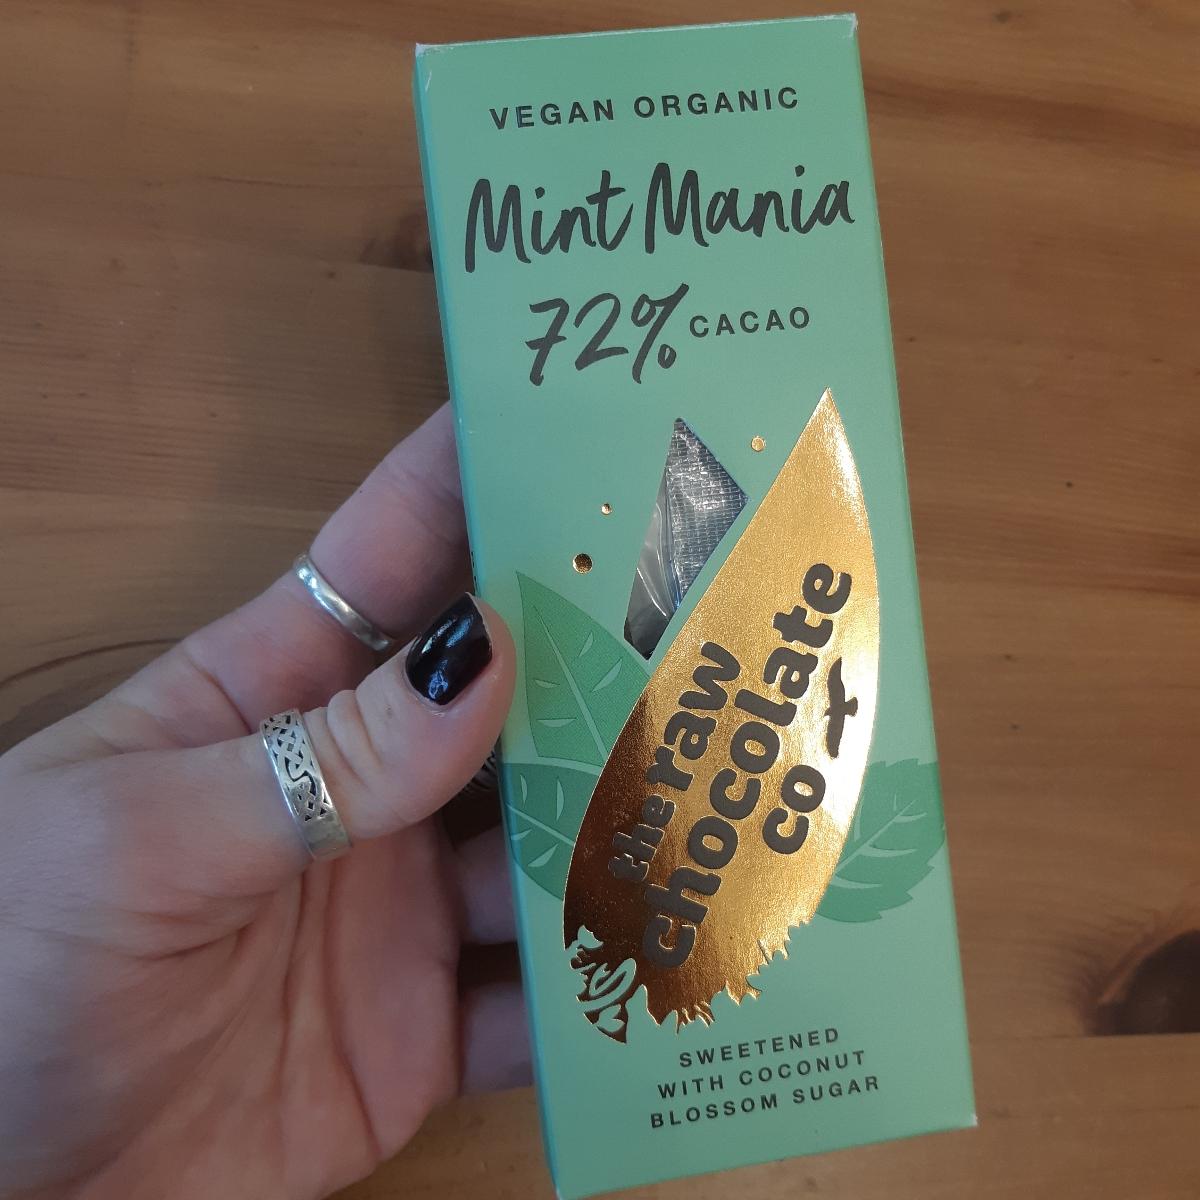 VEGAN ORGANIC
Mint Mania
72% CACAO
the raw
chocolate
co
SWEETENED
WITH COCONUT
BLOSSOM SUGAR